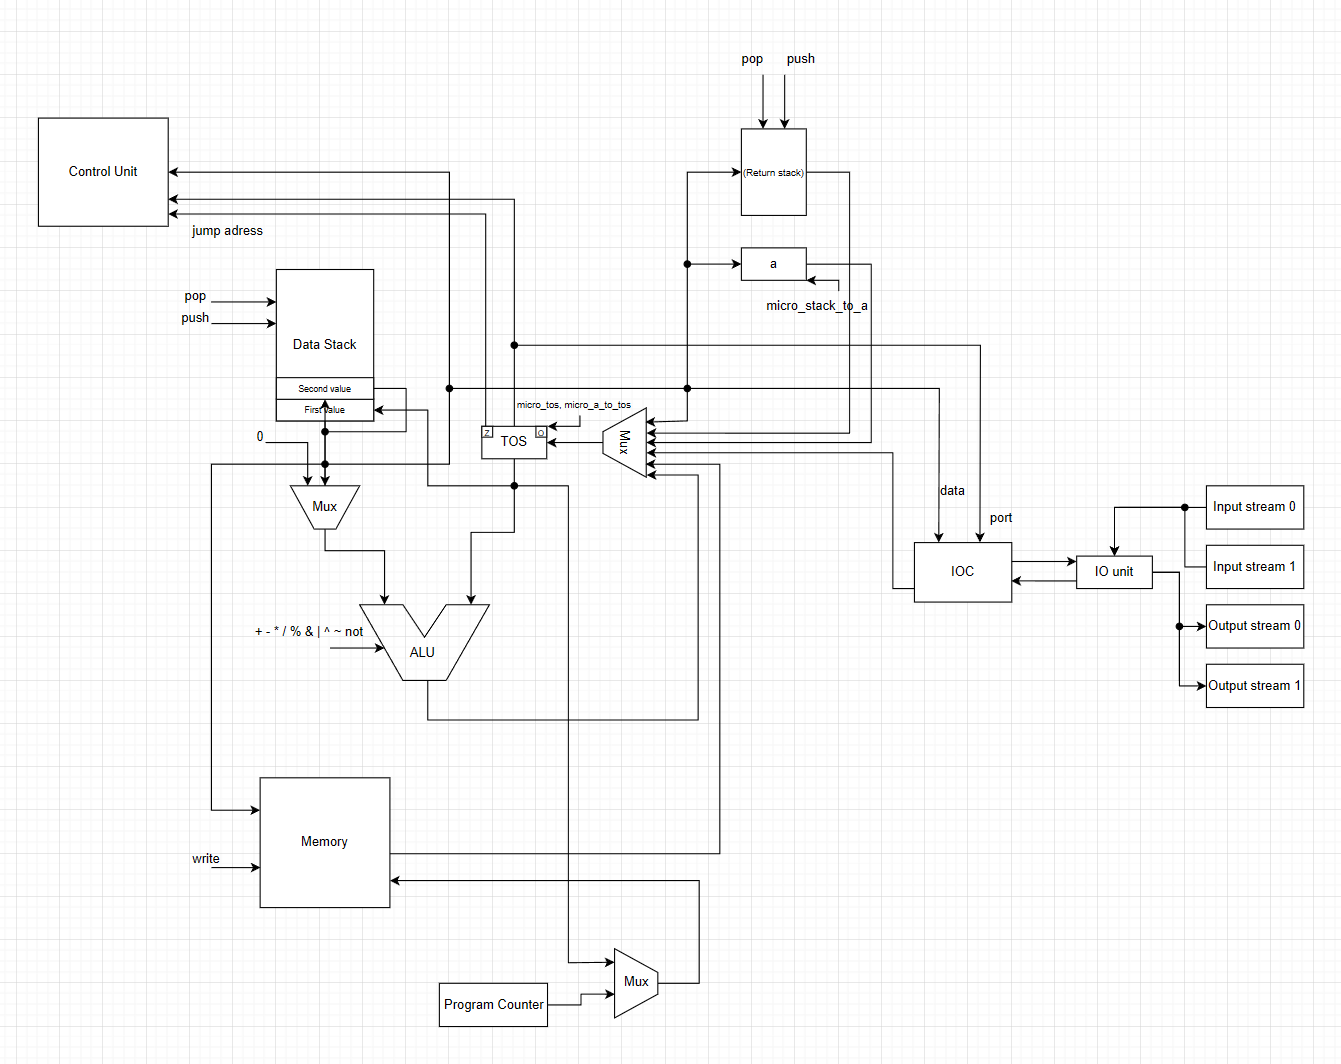 pop
push
Control Unit
(Return stack)
jump adress
a
micro_stack_to_a
pop
push
Data Stack
Second value
First value
micro_tos, micro_a_to_tos
0
Z
O
TOS
Mux
Mux
data
port
Input stream 0
Input stream 1
IOC
IO unit
Output stream 0
Output stream 1
+ - * / % & | ^ ~ not
ALU
Memory
write
Mux
Program Counter